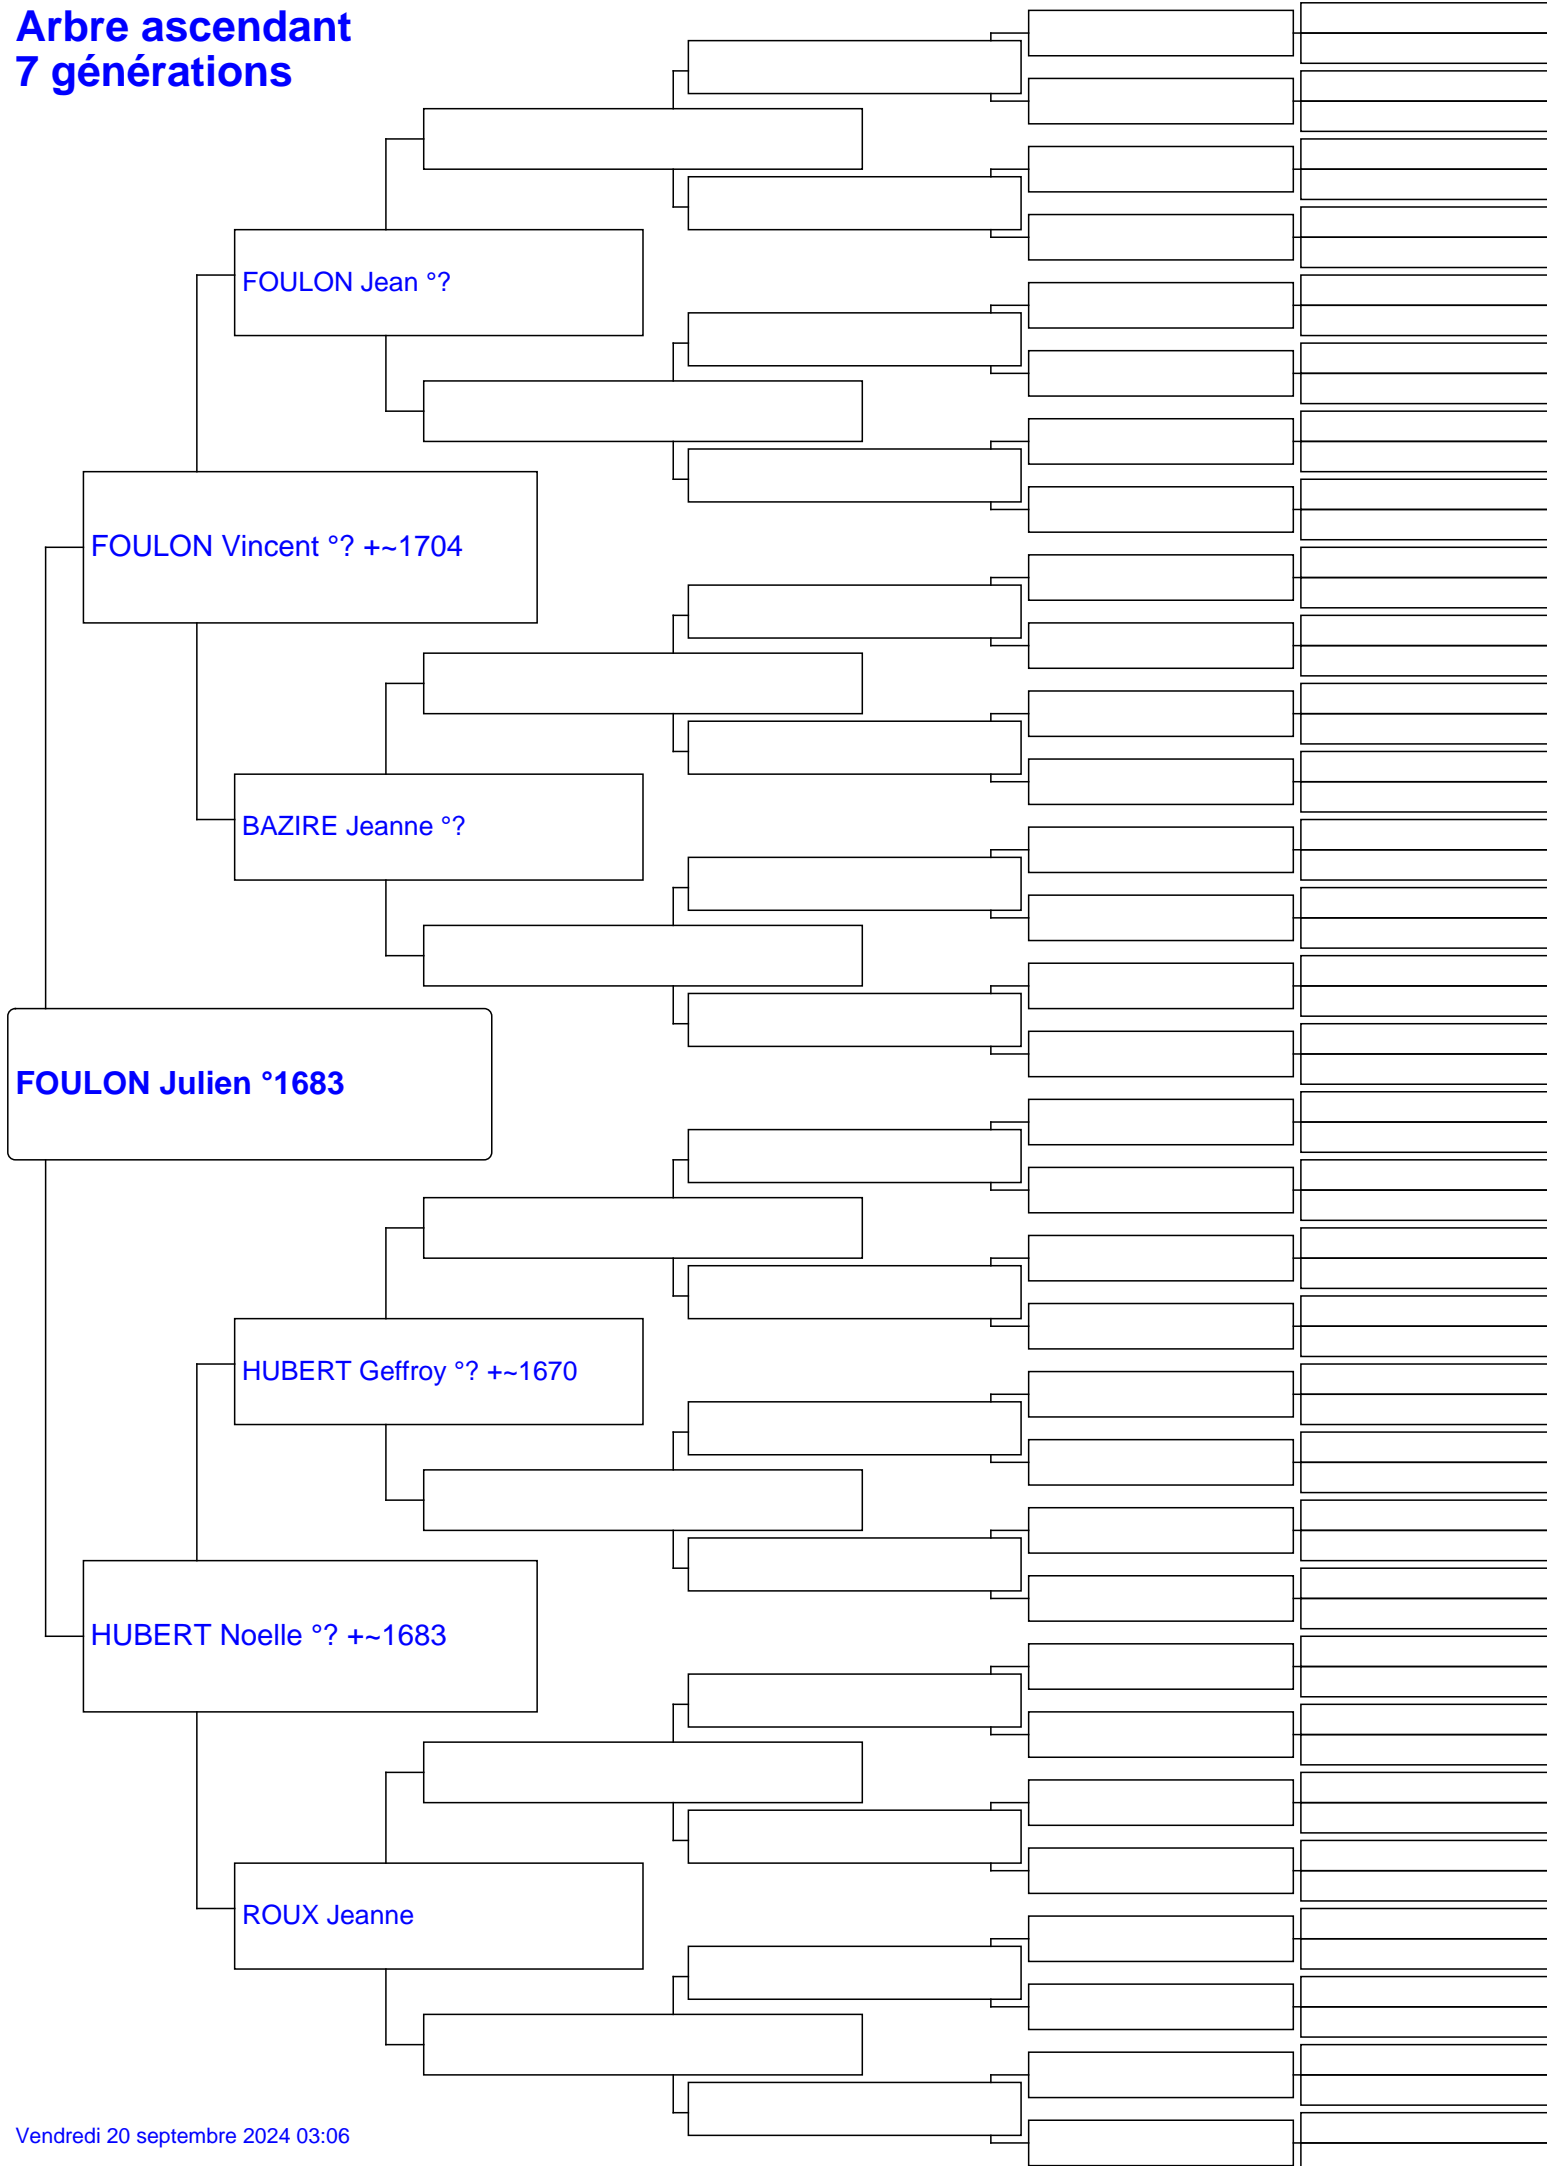 Arbre ascendant
7 générations
FOULON Jean °?
FOULON Vincent °? +~1704
BAZIRE Jeanne °?
FOULON Julien °1683
HUBERT Geffroy °? +~1670
HUBERT Noelle °? +~1683
ROUX Jeanne
Vendredi 20 septembre 2024 03:06